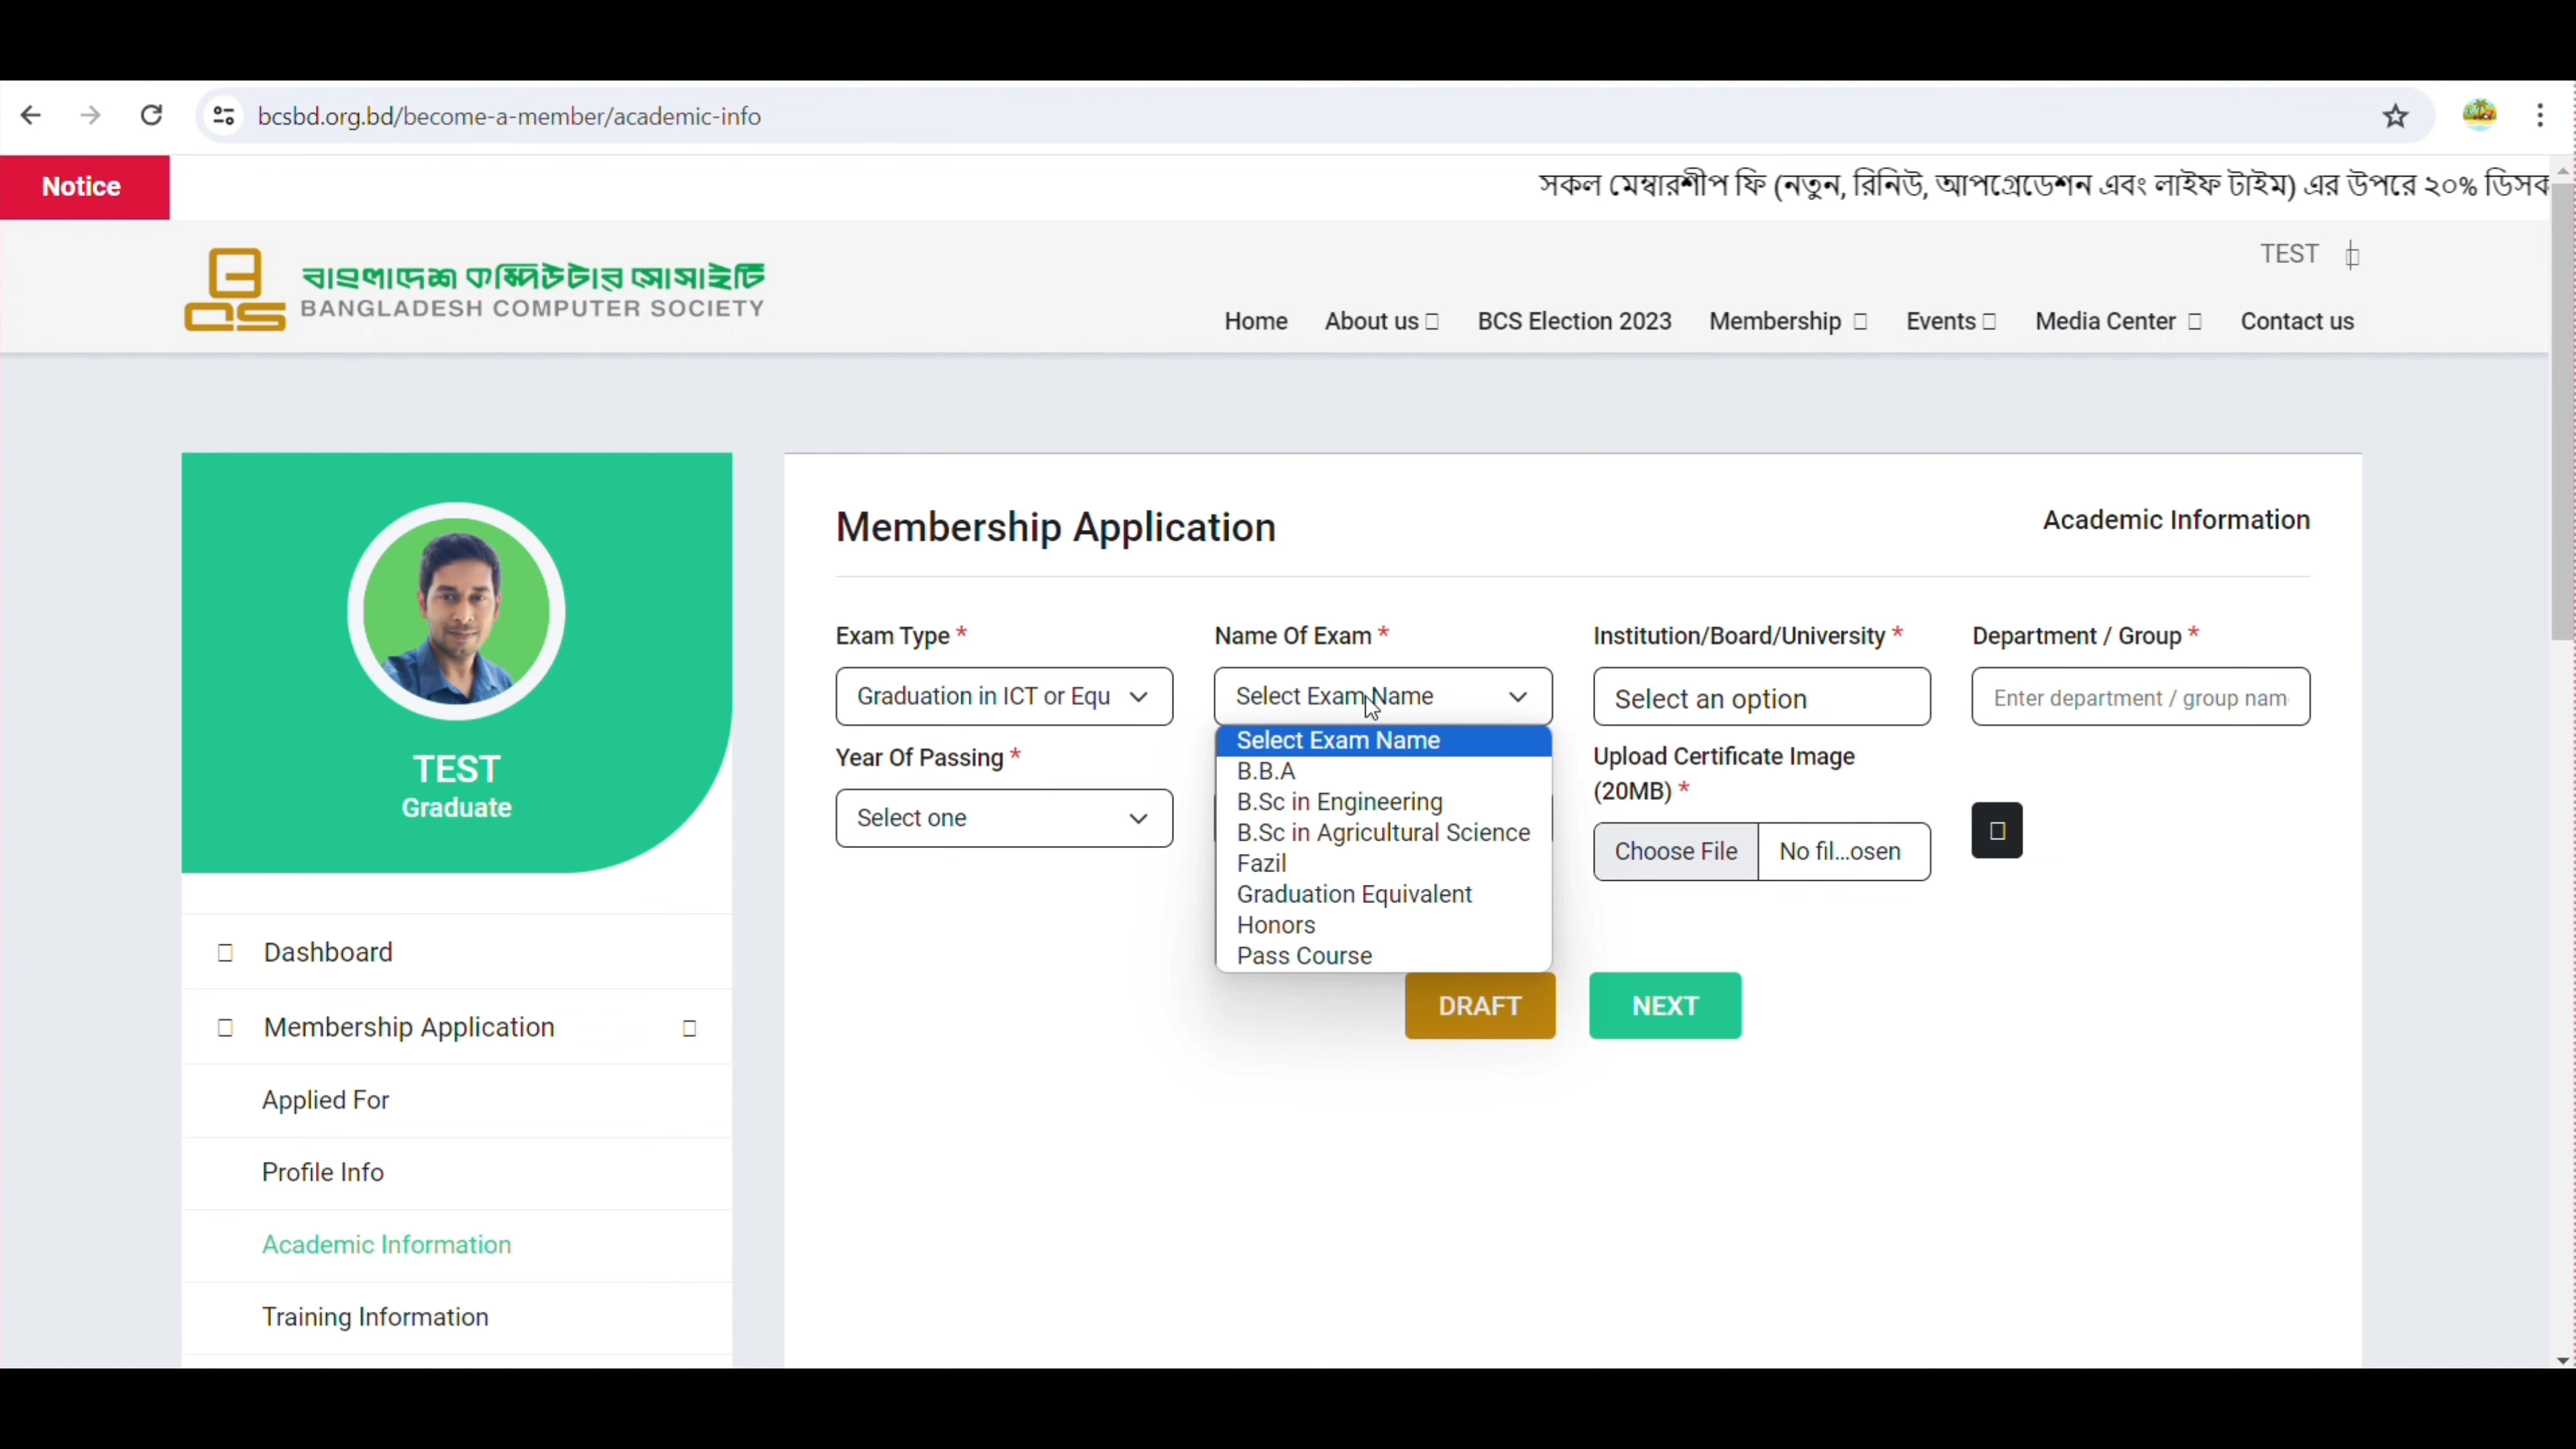 bcsbd.org.bd/become-a-member/academic-info
Notice
সকল মেম্বারশীপ ফি (নতুন, রিনিউ, আপগ্রেডেশন এবং লাইফ টাইম) এর উপরে ২০%
TEST
বাংলাদেশ কম্পিউটার সোসাইটি
BANGLADESH COMPUTER SOCIETY
Home About us BCS Election 2023 Membership Events Media Center Contact us
TEST
Graduate
Dashboard
Membership Application
Applied For
Profile Info
Academic Information
Training Information
Membership Application
Academic Information
Exam Type * Name Of Exam * Institution/Board/University * Department / Group *
Graduation in ICT or Equ Select Exam Name Select an option Enter department / group nam
Select Exam Name
B.B.A
B.Sc in Engineering
B.Sc in Agricultural Science
Fazil
Graduation Equivalent
Honors
Pass Course
Year Of Passing *
Select one
Upload Certificate Image
(20MB) *
Choose File No fil...osen
DRAFT NEXT